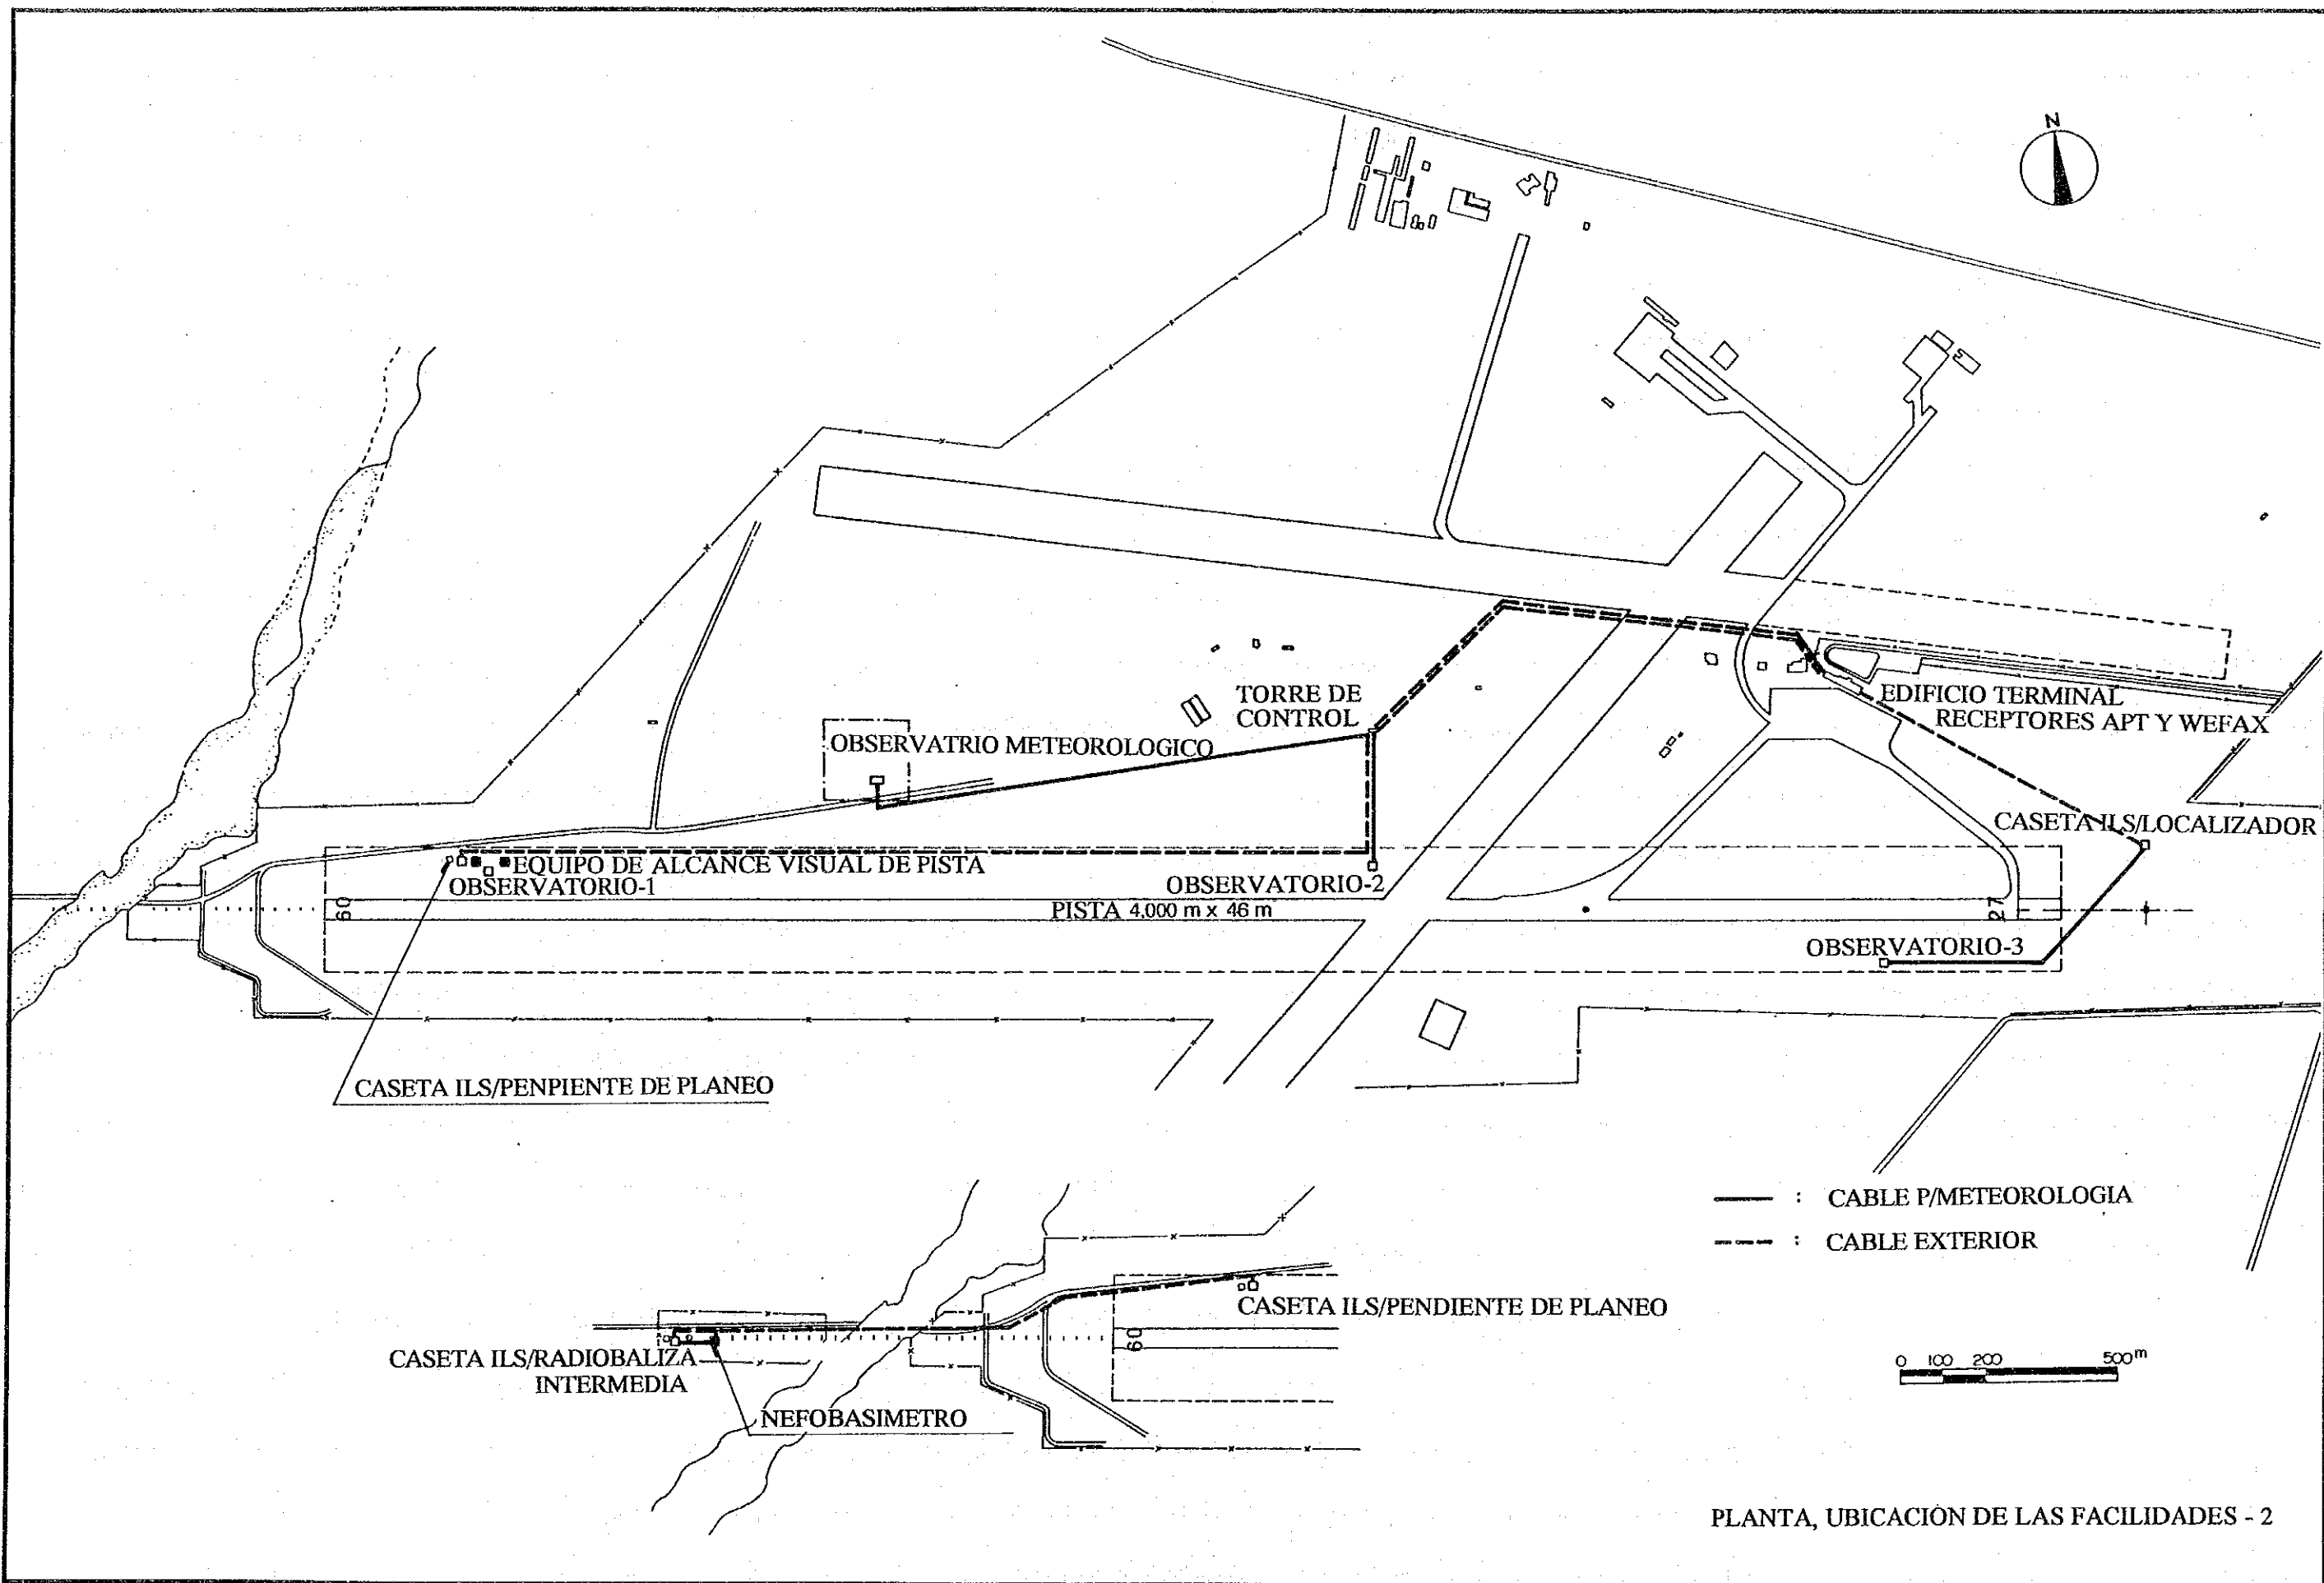 N
TORRE DE
CONTROL
EDIFICIO TERMINAL
RECEPTORES APT Y WEFAX
OBSERVATRIO METEOROLOGICO
CASETA ILS/LOCALIZADOR
EQUIPO DE ALCANCE VISUAL DE PISTA
OBSERVATORIO-1
OBSERVATORIO-2
09
PISTA 4,000 m x 46 m
27
OBSERVATORIO-3
CASETA ILS/PENPIENTE DE PLANEO
CABLE P/METEOROLOGIA
CABLE EXTERIOR
CASETA ILS/PENDIENTE DE PLANEO
09
CASETA ILS/RADIOBALIZA
INTERMEDIA
NEFOBASIMETRO
0 100 200 500m
PLANTA, UBICACIÓN DE LAS FACILIDADES - 2